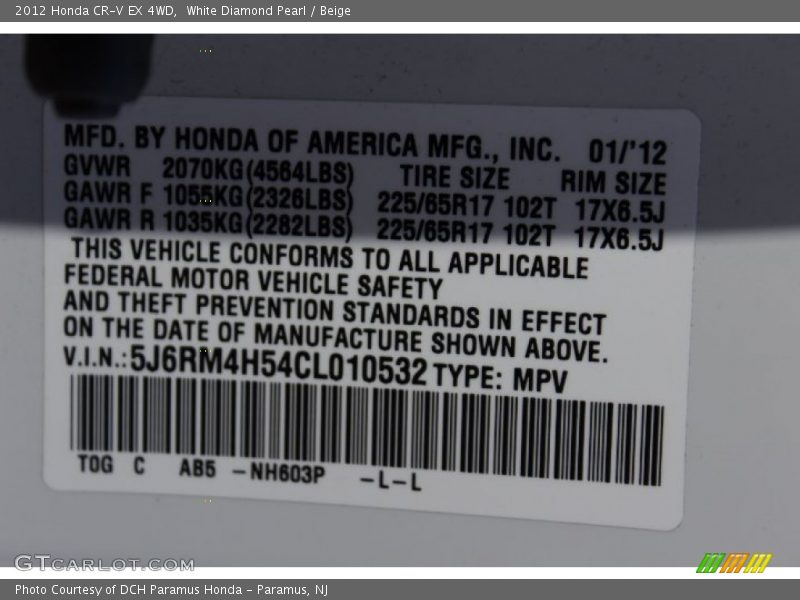 2012 Honda CR-V EX 4WD, White Diamond Pearl / Beige
MFD. BY HONDA OF AMERICA MFG., INC. 01/'12
GVWR 2070KG(4564LBS) TIRE SIZE RIM SIZE
GAWR F 1055KG(2326LBS) 225/65R17 102T 17X6.5J
GAWR R 1035KG(2282LBS) 225/65R17 102T 17X6.5J
THIS VEHICLE CONFORMS TO ALL APPLICABLE
FEDERAL MOTOR VEHICLE SAFETY
AND THEFT PREVENTION STANDARDS IN EFFECT
ON THE DATE OF MANUFACTURE SHOWN ABOVE.
V.I.N.: 5J6RM4H54CL010532 TYPE: MPV
T0G C AB5 -NH603P -L-L
GTCARLOT.COM
Photo Courtesy of DCH Paramus Honda - Paramus, NJ